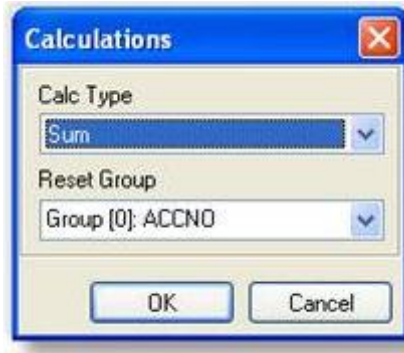 Calculations
Calc Type
Sum
Reset Group
Group [0]: ACCNO
OK Cancel